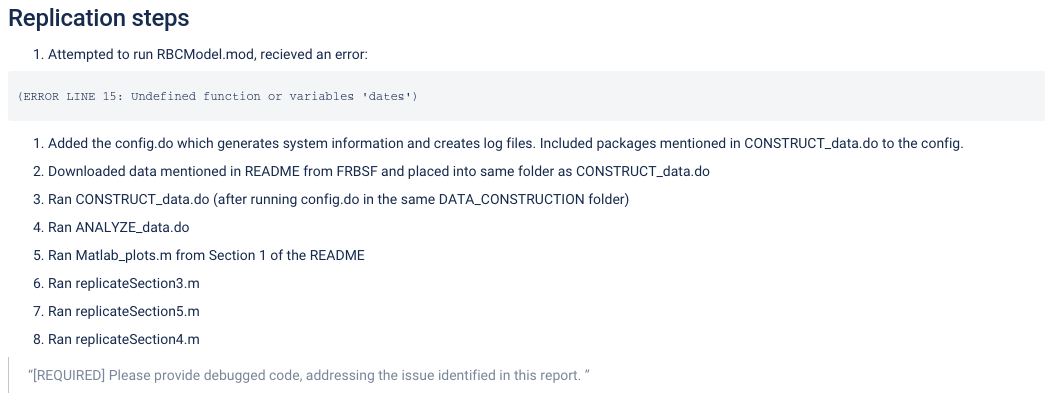 Replication steps
1. Attempted to run RBCModel.mod, recieved an error:
(ERROR LINE 15: Undefined function or variables 'dates')
1. Added the config.do which generates system information and creates log files. Included packages mentioned in CONSTRUCT_data.do to the config.
2. Downloaded data mentioned in README from FRBSF and placed into same folder as CONSTRUCT_data.do
3. Ran CONSTRUCT_data.do (after running config.do in the same DATA_CONSTRUCTION folder)
4. Ran ANALYZE_data.do
5. Ran Matlab_plots.m from Section 1 of the README
6. Ran replicateSection3.m
7. Ran replicateSection5.m
8. Ran replicateSection4.m
“[REQUIRED] Please provide debugged code, addressing the issue identified in this report. ”